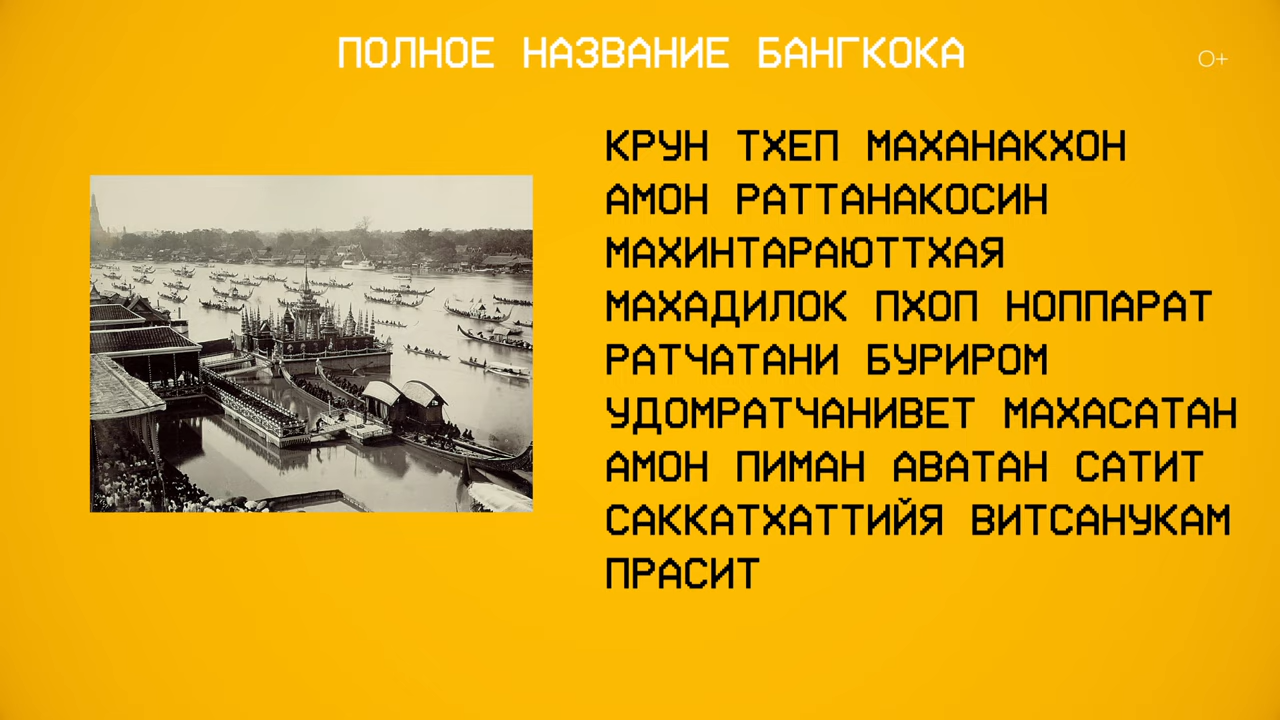 ПОЛНОЕ НАЗВАНИЕ БАНГКОКА
0+
КРУН ТХЕП МАХАНАКХОН
АМОН РАТТАНАКОСИН
МАХИНТАРАЮТТХАЯ
МАХАДИЛОК ПХОП НОППАРАТ
РАТЧАТАНИ БУРИРОМ
УДОМРАТЧАНИВЕТ МАХАСАТАН
АМОН ПИМАН АВАТАН САТИТ
САККАТХАТТИЙЯ ВИТСАНУКАМ
ПРАСИТ